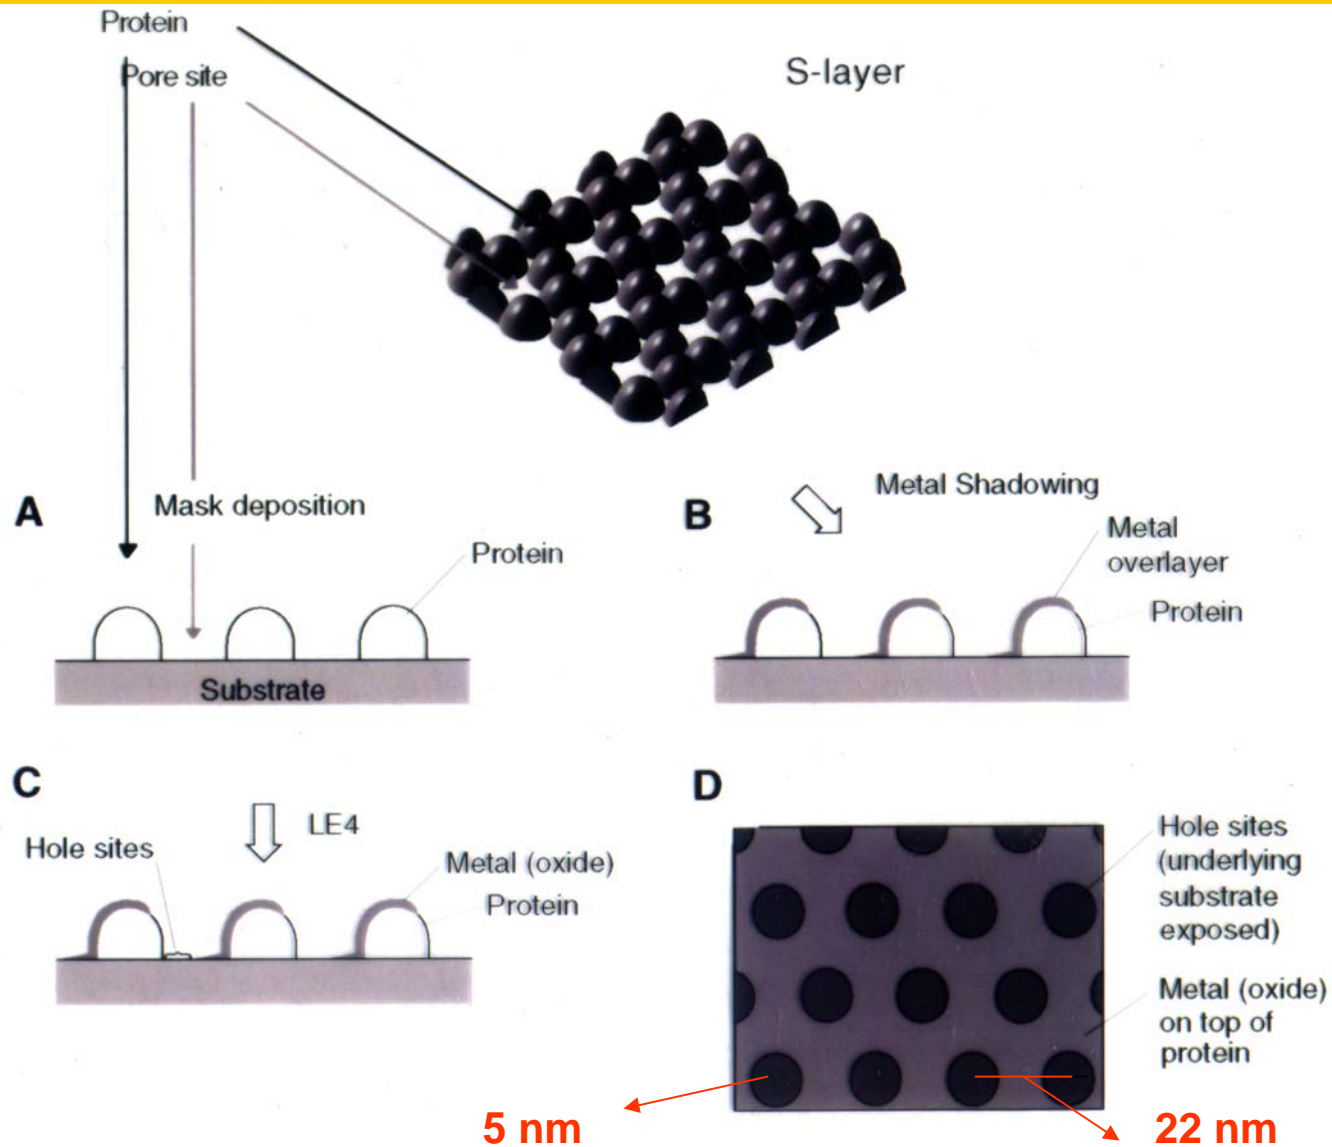 Protein
Pore site
S-layer
A
Mask deposition
Protein
Substrate
B
Metal Shadowing
Metal
overlayer
Protein
C
LE4
Hole sites
Metal (oxide)
Protein
D
Hole sites
(underlying
substrate
exposed)
Metal (oxide)
on top of
protein
5 nm
22 nm